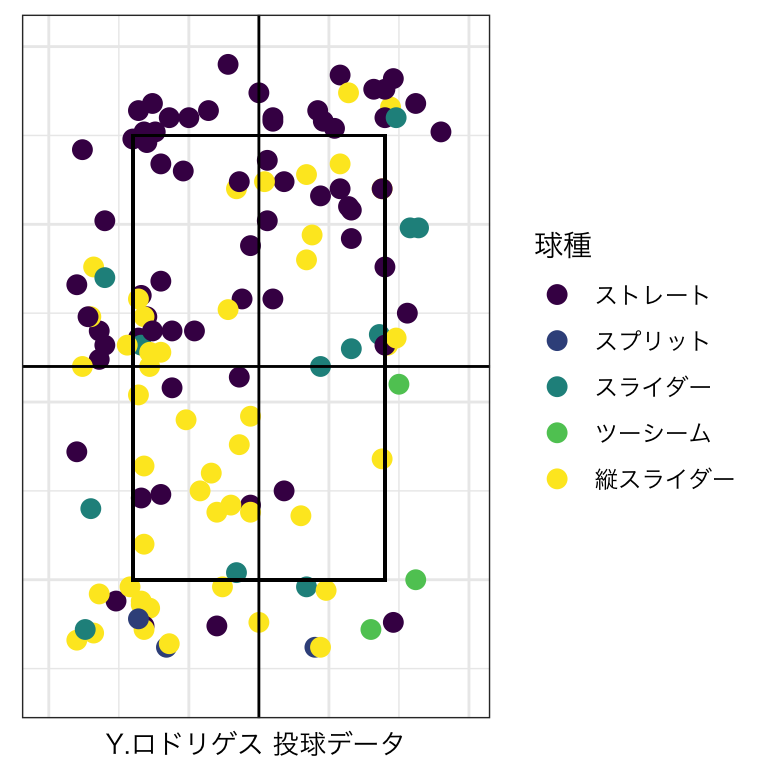 球種
ストレート
スプリット
スライダー
ツーシーム
縦スライダー
Y.ロドリゲス 投球データ